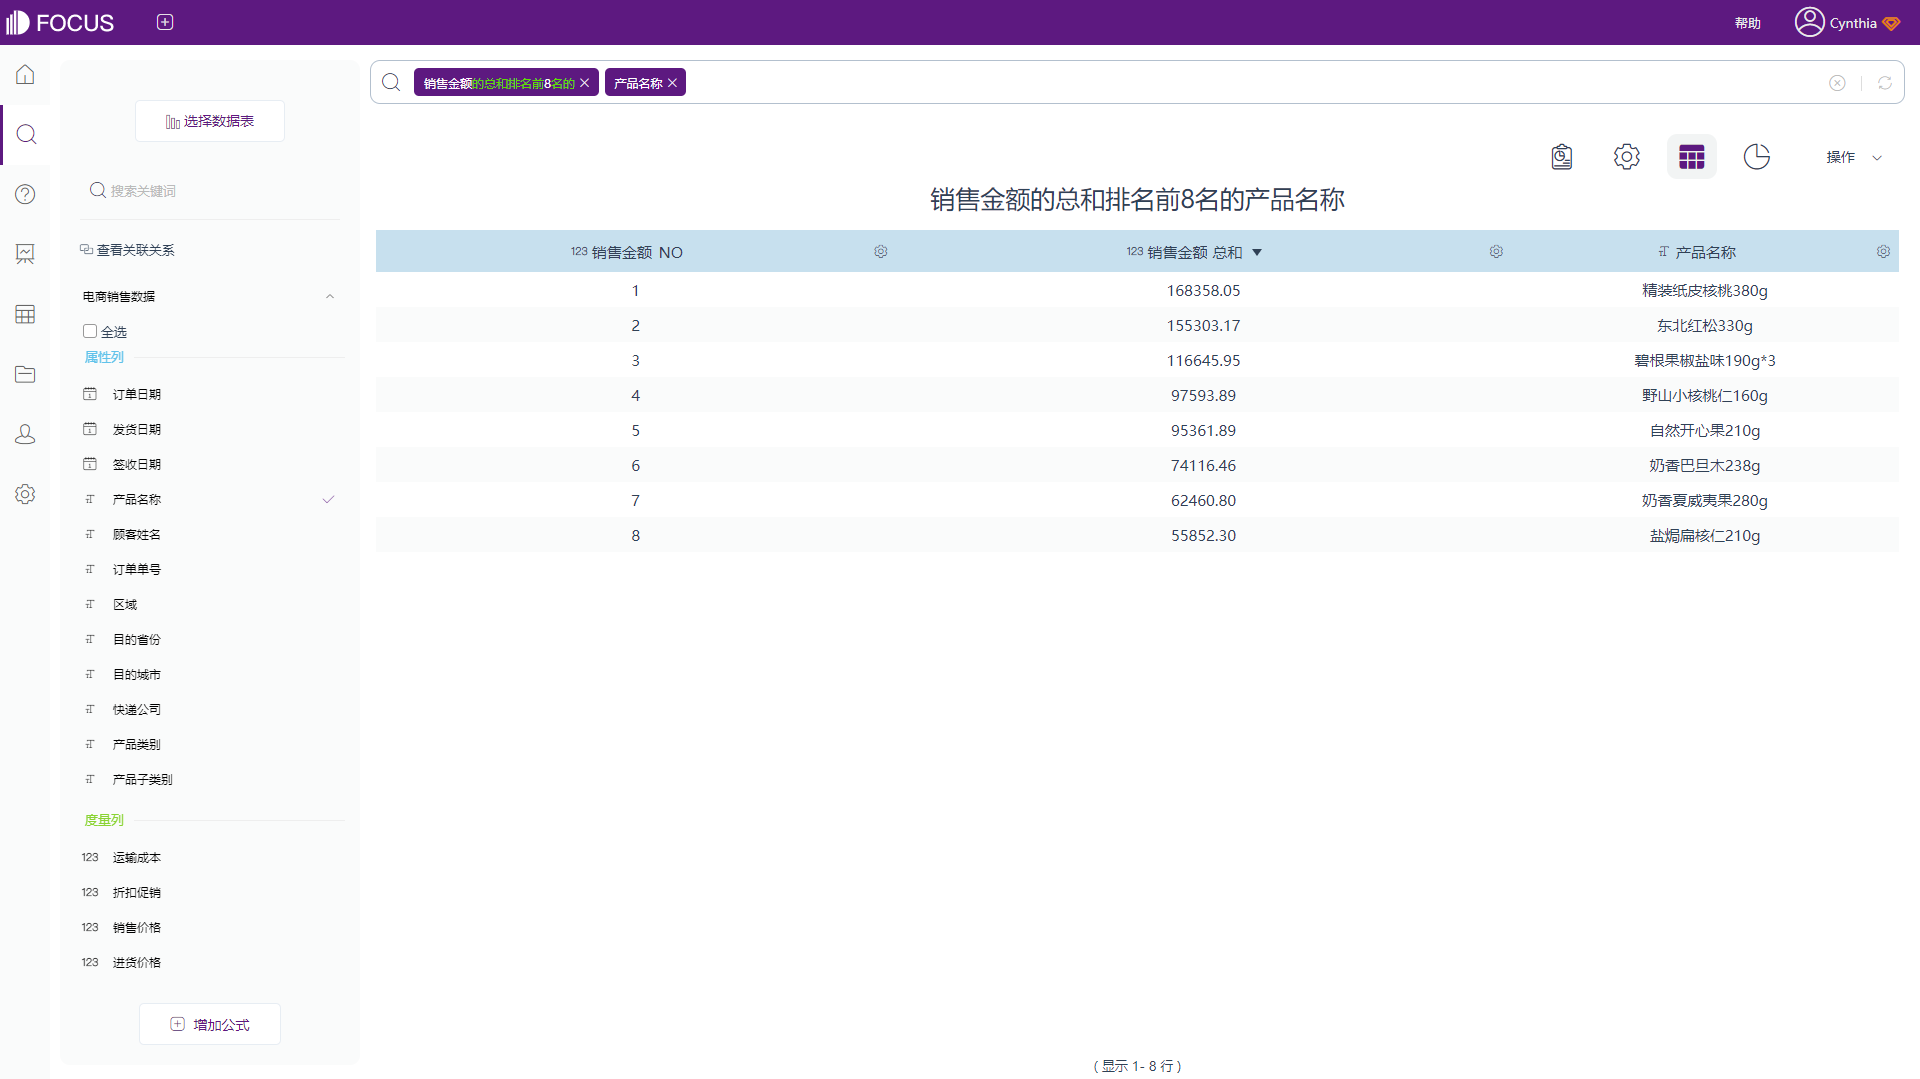 FOCUS
帮助
Cynthia
选择数据表
搜索关键词
查看关联关系
电商销售数据
全选
属性列
订单日期
发货日期
签收日期
产品名称
顾客姓名
订单单号
区域
目的省份
目的城市
快递公司
产品类别
产品子类别
度量列
123 运输成本
123 折扣促销
123 销售价格
123 进货价格
增加公式
销售金额的总和排名前8名的 产品名称
操作
销售金额的总和排名前8名的产品名称
123 销售金额 NO 123 销售金额 总和 产品名称
1 168358.05 精装纸皮核桃380g
2 155303.17 东北红松330g
3 116645.95 碧根果椒盐味190g*3
4 97593.89 野山小核桃仁160g
5 95361.89 自然开心果210g
6 74116.46 奶香巴旦木238g
7 62460.80 奶香夏威夷果280g
8 55852.30 盐焗扁核仁210g
( 显示 1- 8 行 )